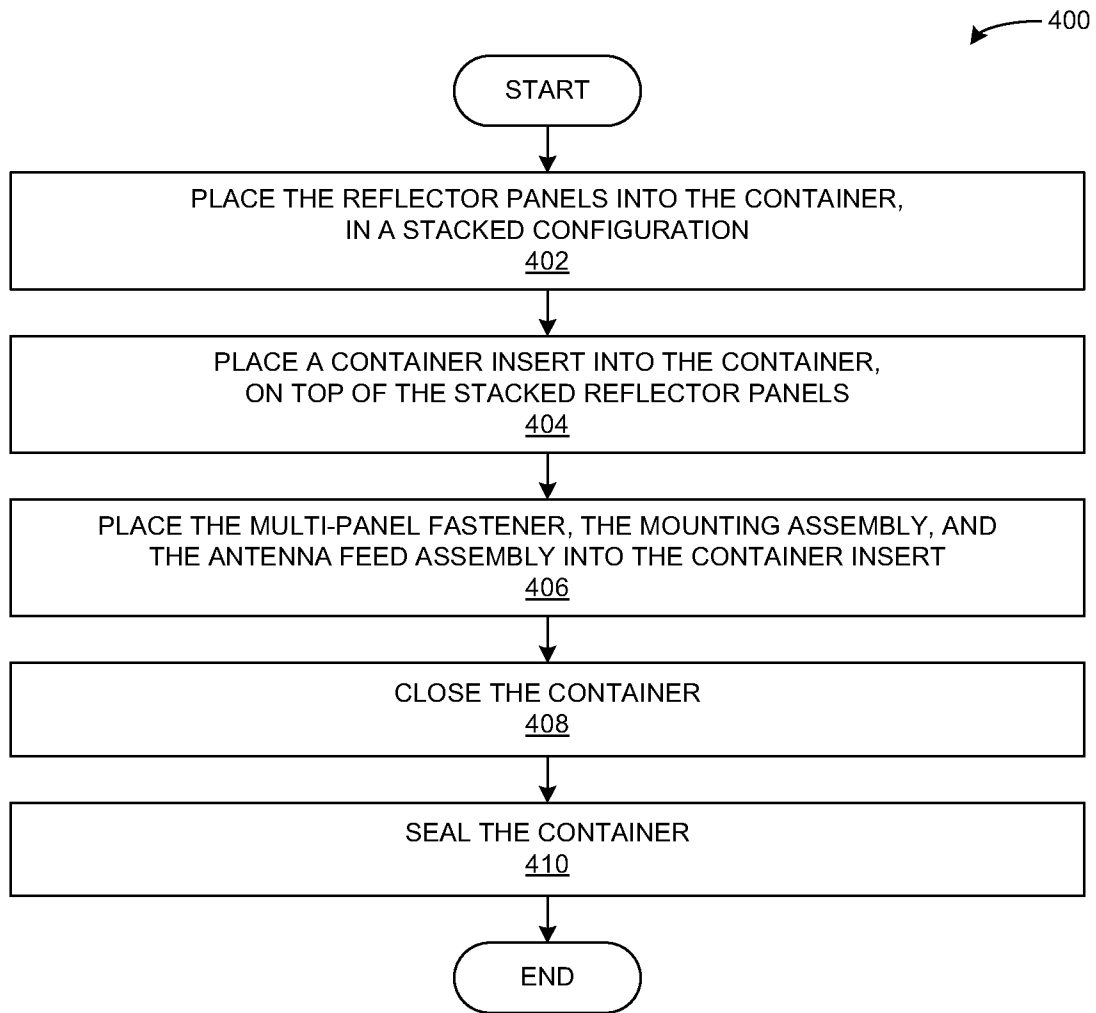 400
START
PLACE THE REFLECTOR PANELS INTO THE CONTAINER,
IN A STACKED CONFIGURATION
402
PLACE A CONTAINER INSERT INTO THE CONTAINER,
ON TOP OF THE STACKED REFLECTOR PANELS
404
PLACE THE MULTI-PANEL FASTENER, THE MOUNTING ASSEMBLY, AND
THE ANTENNA FEED ASSEMBLY INTO THE CONTAINER INSERT
406
CLOSE THE CONTAINER
408
SEAL THE CONTAINER
410
END